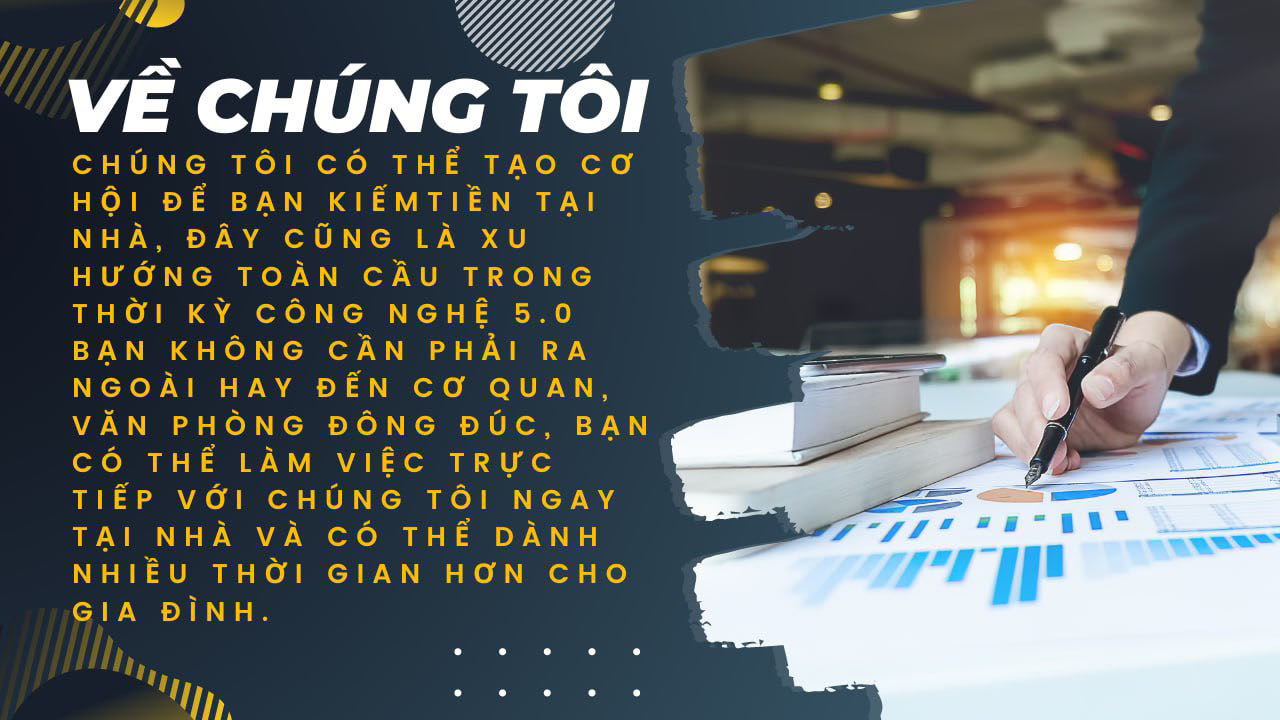 VỀ CHÚNG TÔI
CHÚNG TÔI CÓ THỂ TẠO CƠ
HỘI ĐỂ BẠN KIẾMTIỀN TẠI
NHÀ, ĐÂY CŨNG LÀ XU
HƯỚNG TOÀN CẦU TRONG
THỜI KỲ CÔNG NGHỆ 5.0
BẠN KHÔNG CẦN PHẢI RA
NGOÀI HAY ĐẾN CƠ QUAN,
VĂN PHÒNG ĐÔNG ĐÚC, BẠN
CÓ THỂ LÀM VIỆC TRỰC
TIẾP VỚI CHÚNG TÔI NGAY
TẠI NHÀ VÀ CÓ THỂ DÀNH
NHIỀU THỜI GIAN HƠN CHO
GIA ĐÌNH.